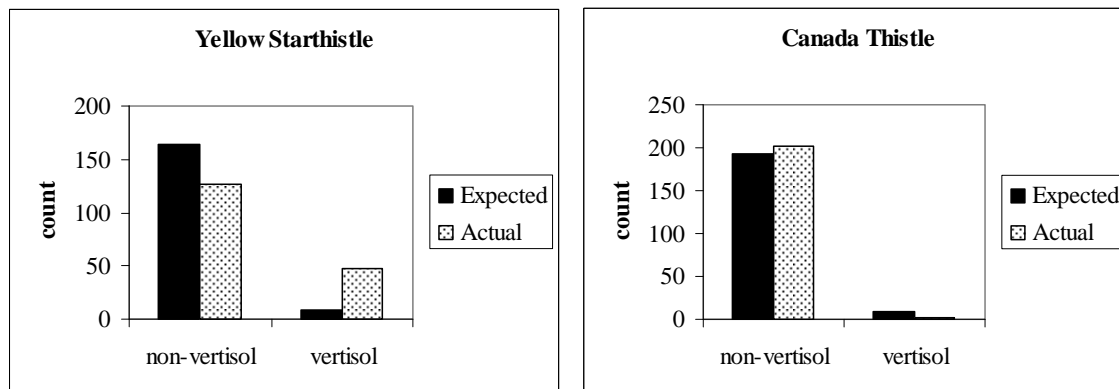 Yellow Starthistle
200
150
100
50
0
count
non-vertisol vertisol
Expected
Actual
Canada Thistle
250
200
150
100
50
0
count
non-vertisol vertisol
Expected
Actual